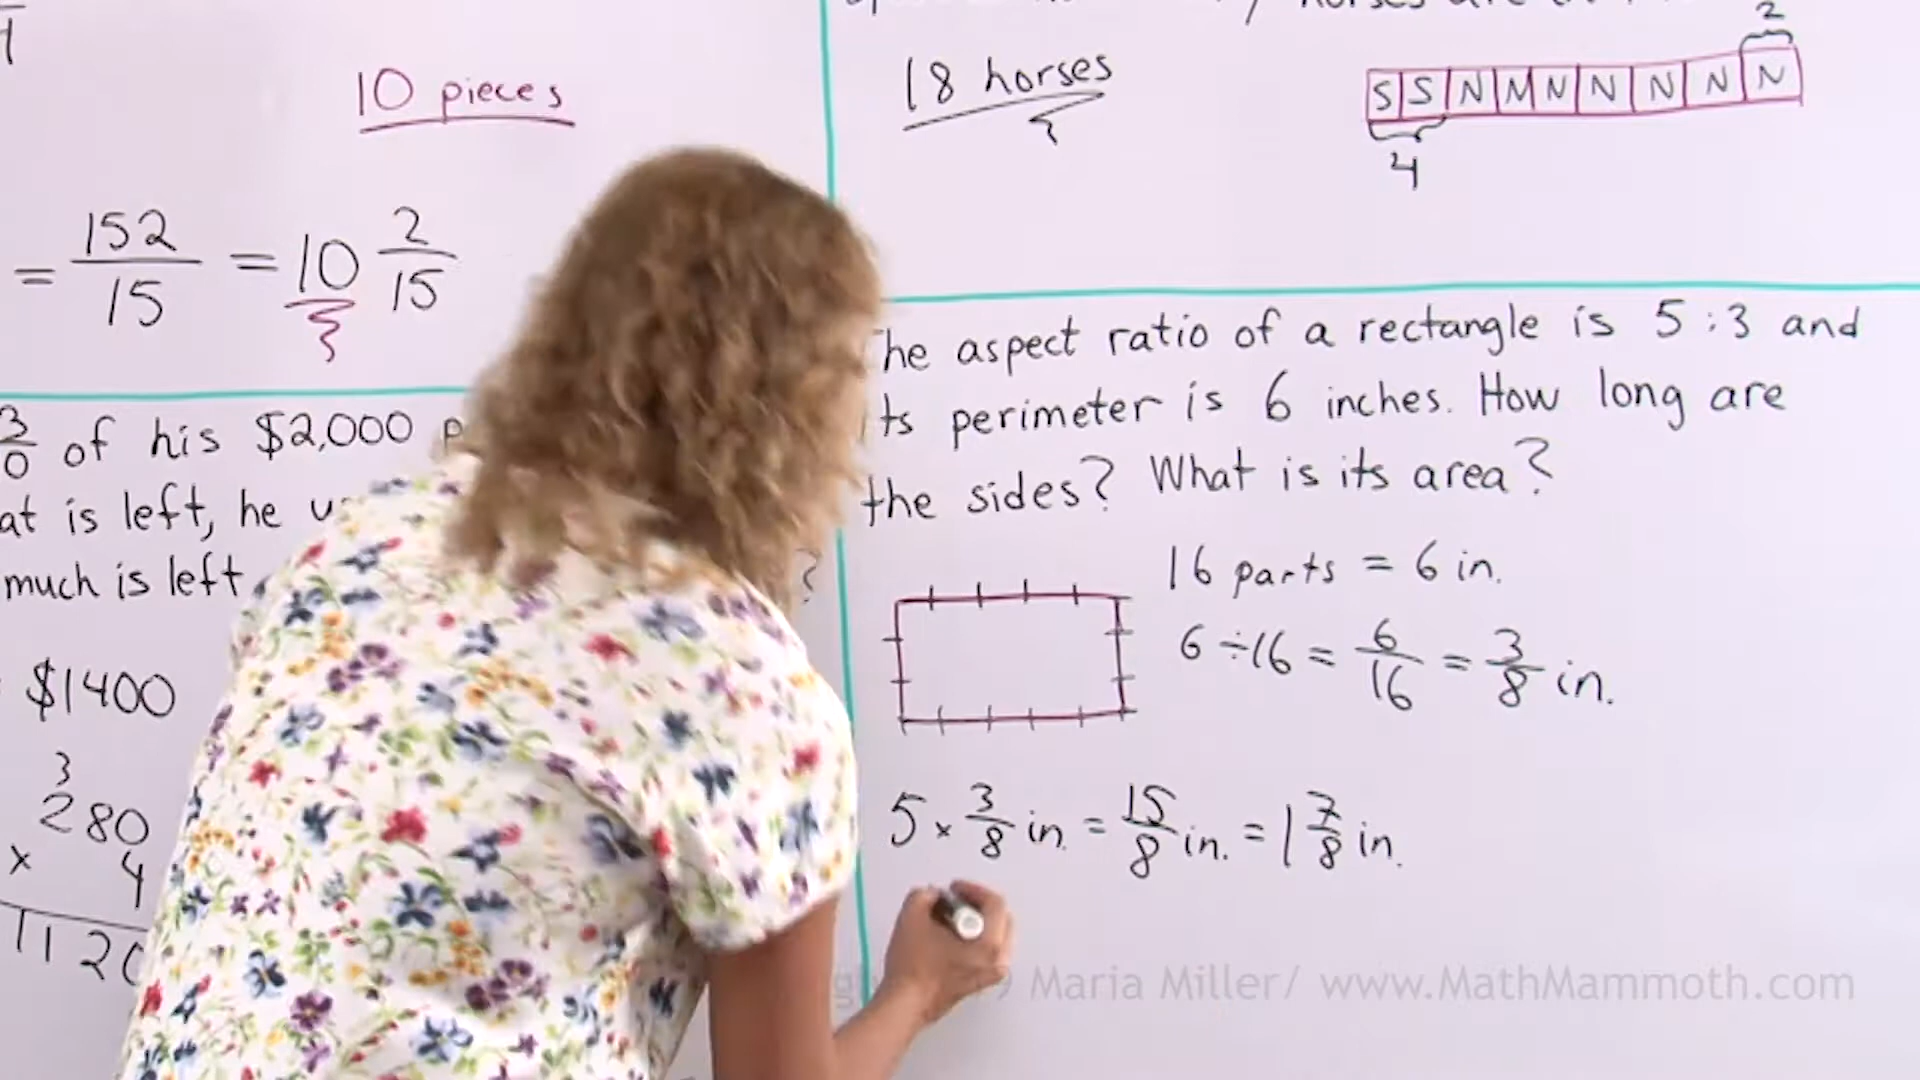 10 pieces
= 152/15 = 10 2/15
3/0 of his $2,000 p
at is left, he u
much is left ?
$1400
3
280
x 4
1120
horses are
18 horses
2
S S N N N N N N N
4
he aspect ratio of a rectangle is 5:3 and
ts perimeter is 6 inches. How long are
the sides? What is its area?
16 parts = 6 in.
6 ÷ 16 = 6/16 = 3/8 in.
5 x 3/8 in. = 15/8 in. = 1 7/8 in.
9 Maria Miller/ www.MathMammoth.com